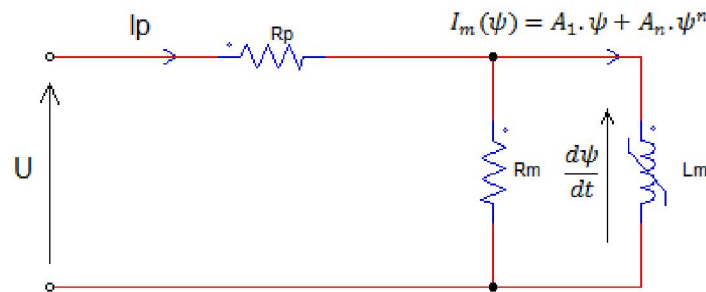 Ip
Rp
I_m(ψ) = A_1.ψ + A_n.ψ^n
U
Rm
dψ/dt
Lm